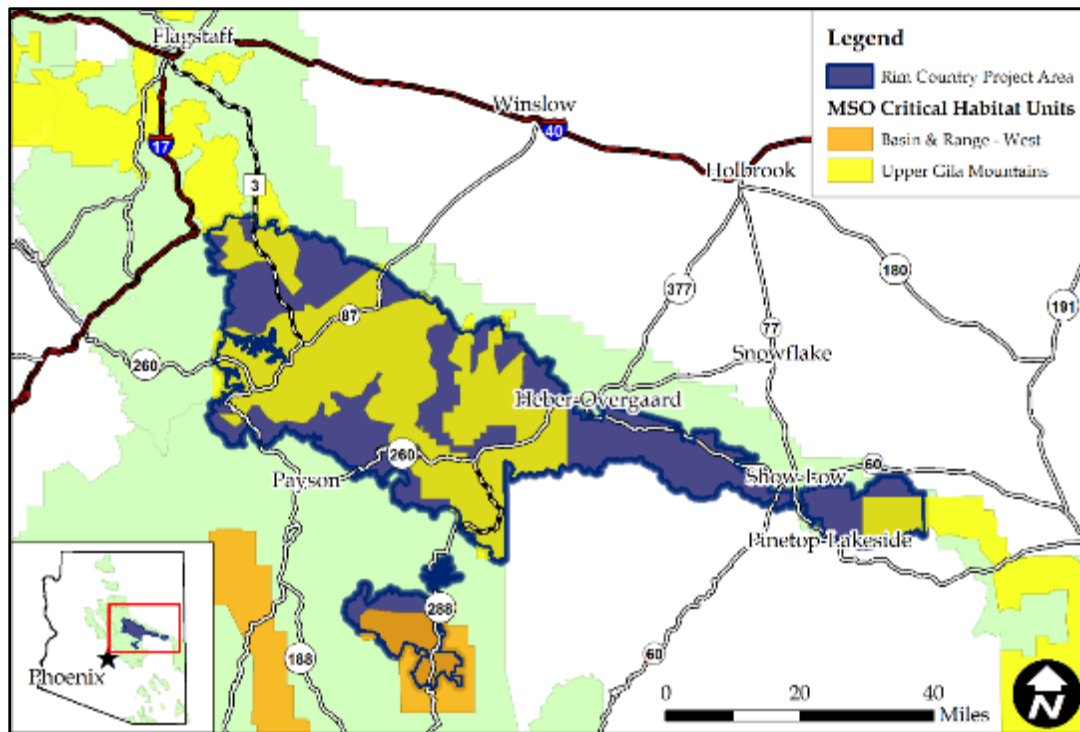 Flagstaff
Legend
Rim Country Project Area
MSO Critical Habitat Units
Basin & Range - West
Upper Gila Mountains
Winslow
40
17
Holbrook
3
180
377
191
87
77
Snowflake
260
Heber-Overgaard
260
Payson
Show-Low
60
Pinetop-Lakeside
288
188
60
Phoenix
0 20 40
Miles
N